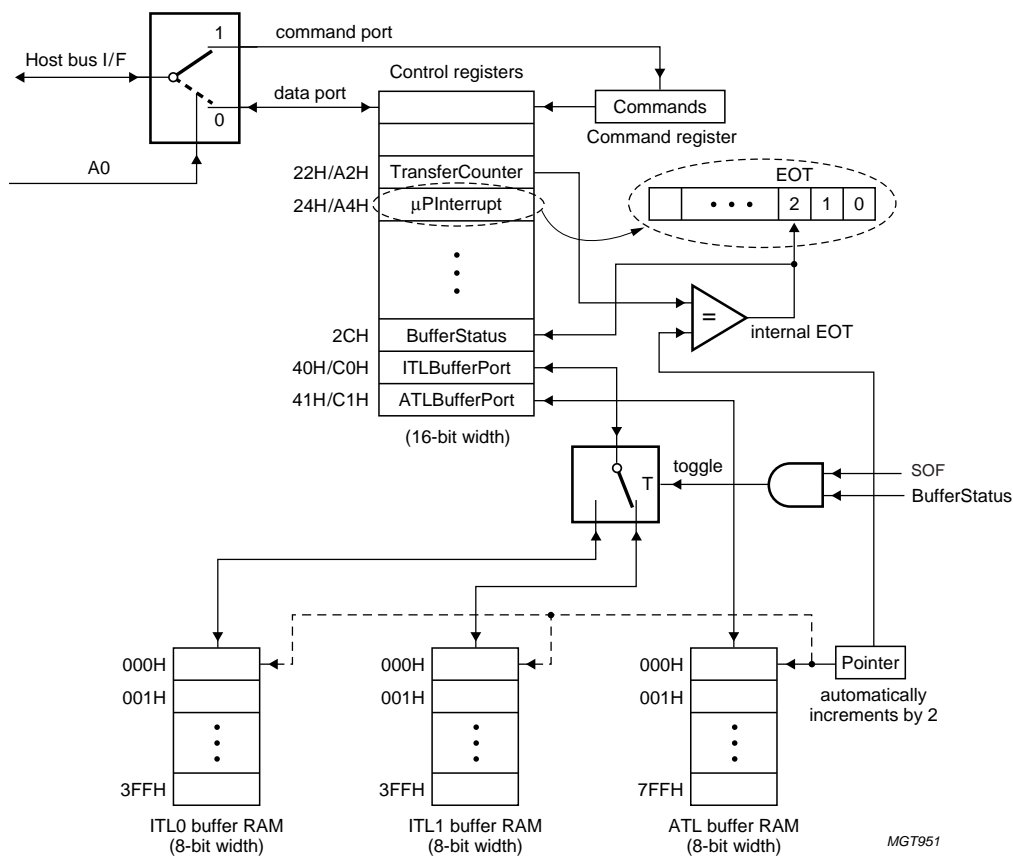 1
command port
Host bus I/F
Control registers
data port
0
Commands
Command register
A0
EOT
22H/A2H TransferCounter
24H/A4H µPInterrupt
2 1 0
2CH BufferStatus
=
internal EOT
40H/C0H ITLBufferPort
41H/C1H ATLBufferPort
(16-bit width)
T
toggle
SOF
BufferStatus
000H
001H
3FFH
ITL0 buffer RAM
(8-bit width)
000H
001H
3FFH
ITL1 buffer RAM
(8-bit width)
000H
001H
7FFH
ATL buffer RAM
(8-bit width)
Pointer
automatically
increments by 2
MGT951